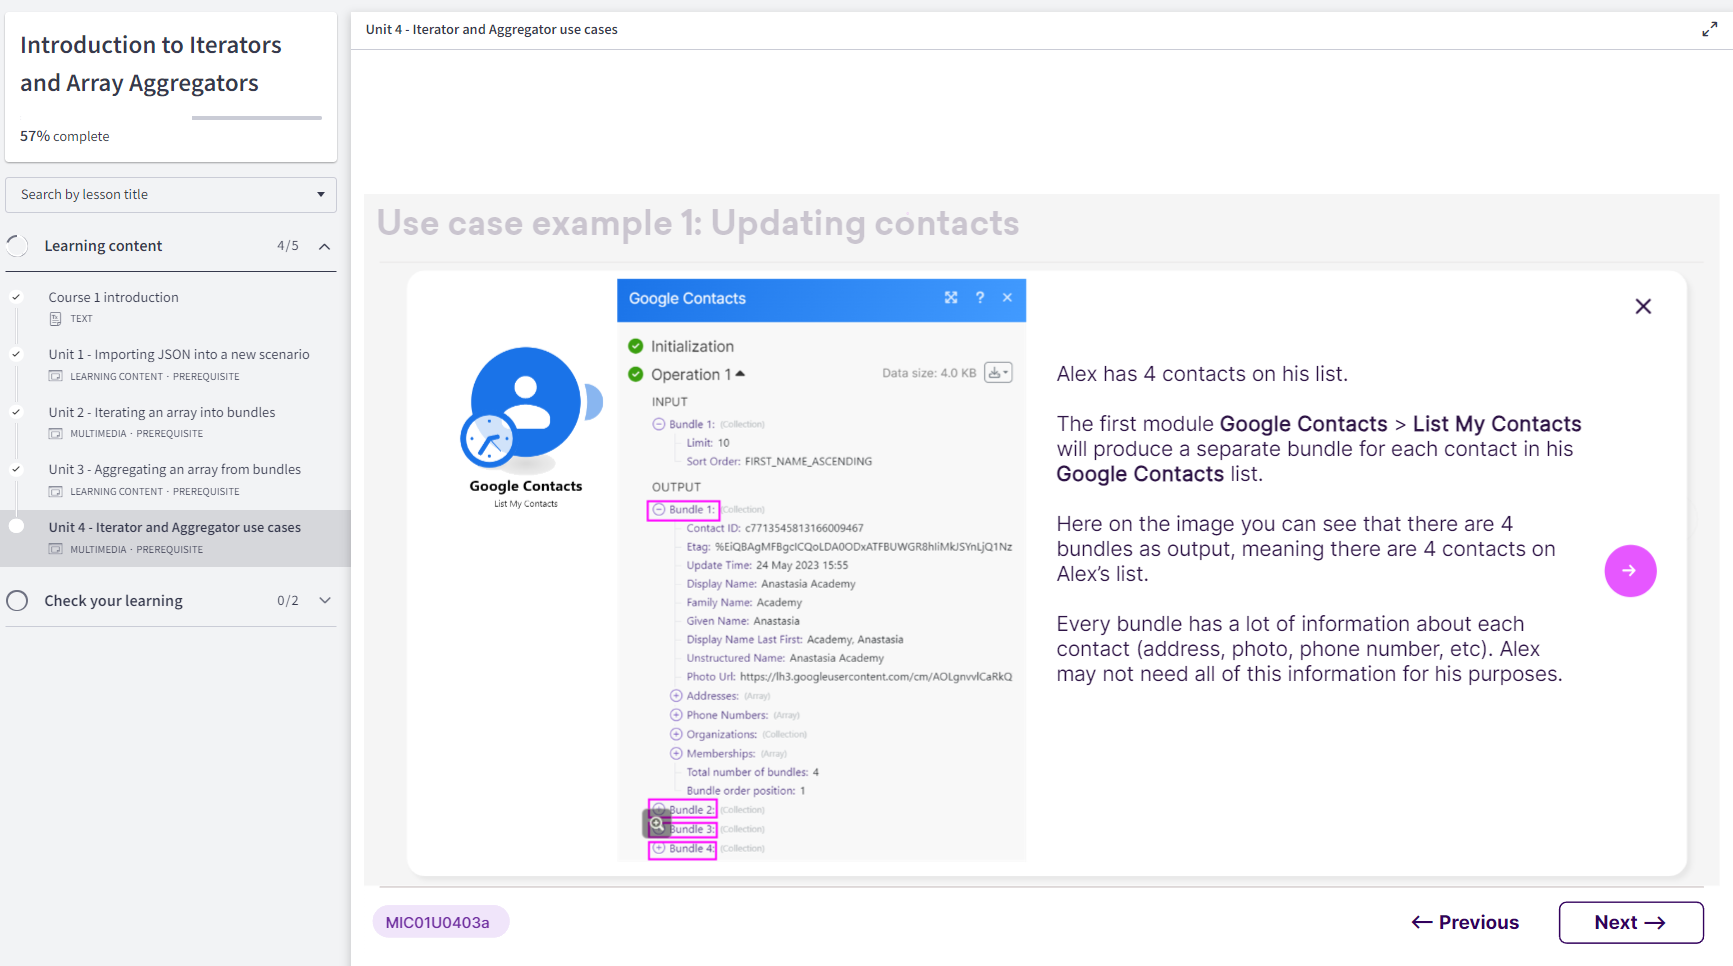 Introduction to Iterators
and Array Aggregators
57% complete
Search by lesson title
Learning content 4/5
Course 1 introduction
TEXT
Unit 1 - Importing JSON into a new scenario
LEARNING CONTENT · PREREQUISITE
Unit 2 - Iterating an array into bundles
MULTIMEDIA · PREREQUISITE
Unit 3 - Aggregating an array from bundles
LEARNING CONTENT · PREREQUISITE
Unit 4 - Iterator and Aggregator use cases
MULTIMEDIA · PREREQUISITE
Check your learning 0/2
Unit 4 - Iterator and Aggregator use cases
Use case example 1: Updating contacts
Google Contacts
List My Contacts
Google Contacts ?
Initialization
Operation 1 Data size: 4.0 KB
INPUT
Bundle 1: (Collection)
Limit: 10
Sort Order: FIRST_NAME_ASCENDING
OUTPUT
Bundle 1: (Collection)
Contact ID: c7713545813166009467
Etag:
Update Time: 24 May 2023 15:55
Display Name: Anastasia Academy
Family Name: Academy
Given Name: Anastasia
Display Name Last First: Academy, Anastasia
Unstructured Name: Anastasia Academy
Photo Url:
Addresses: (Array)
Phone Numbers: (Array)
Organizations: (Collection)
Memberships: (Array)
Total number of bundles: 4
Bundle order position: 1
Bundle 2: (Collection)
Bundle 3: (Collection)
Bundle 4: (Collection)
Alex has 4 contacts on his list.
The first module Google Contacts > List My Contacts
will produce a separate bundle for each contact in his
Google Contacts list.
Here on the image you can see that there are 4
bundles as output, meaning there are 4 contacts on
Alex's list.
Every bundle has a lot of information about each
contact (address, photo, phone number, etc). Alex
may not need all of this information for his purposes.
MIC01U0403a
← Previous
Next →